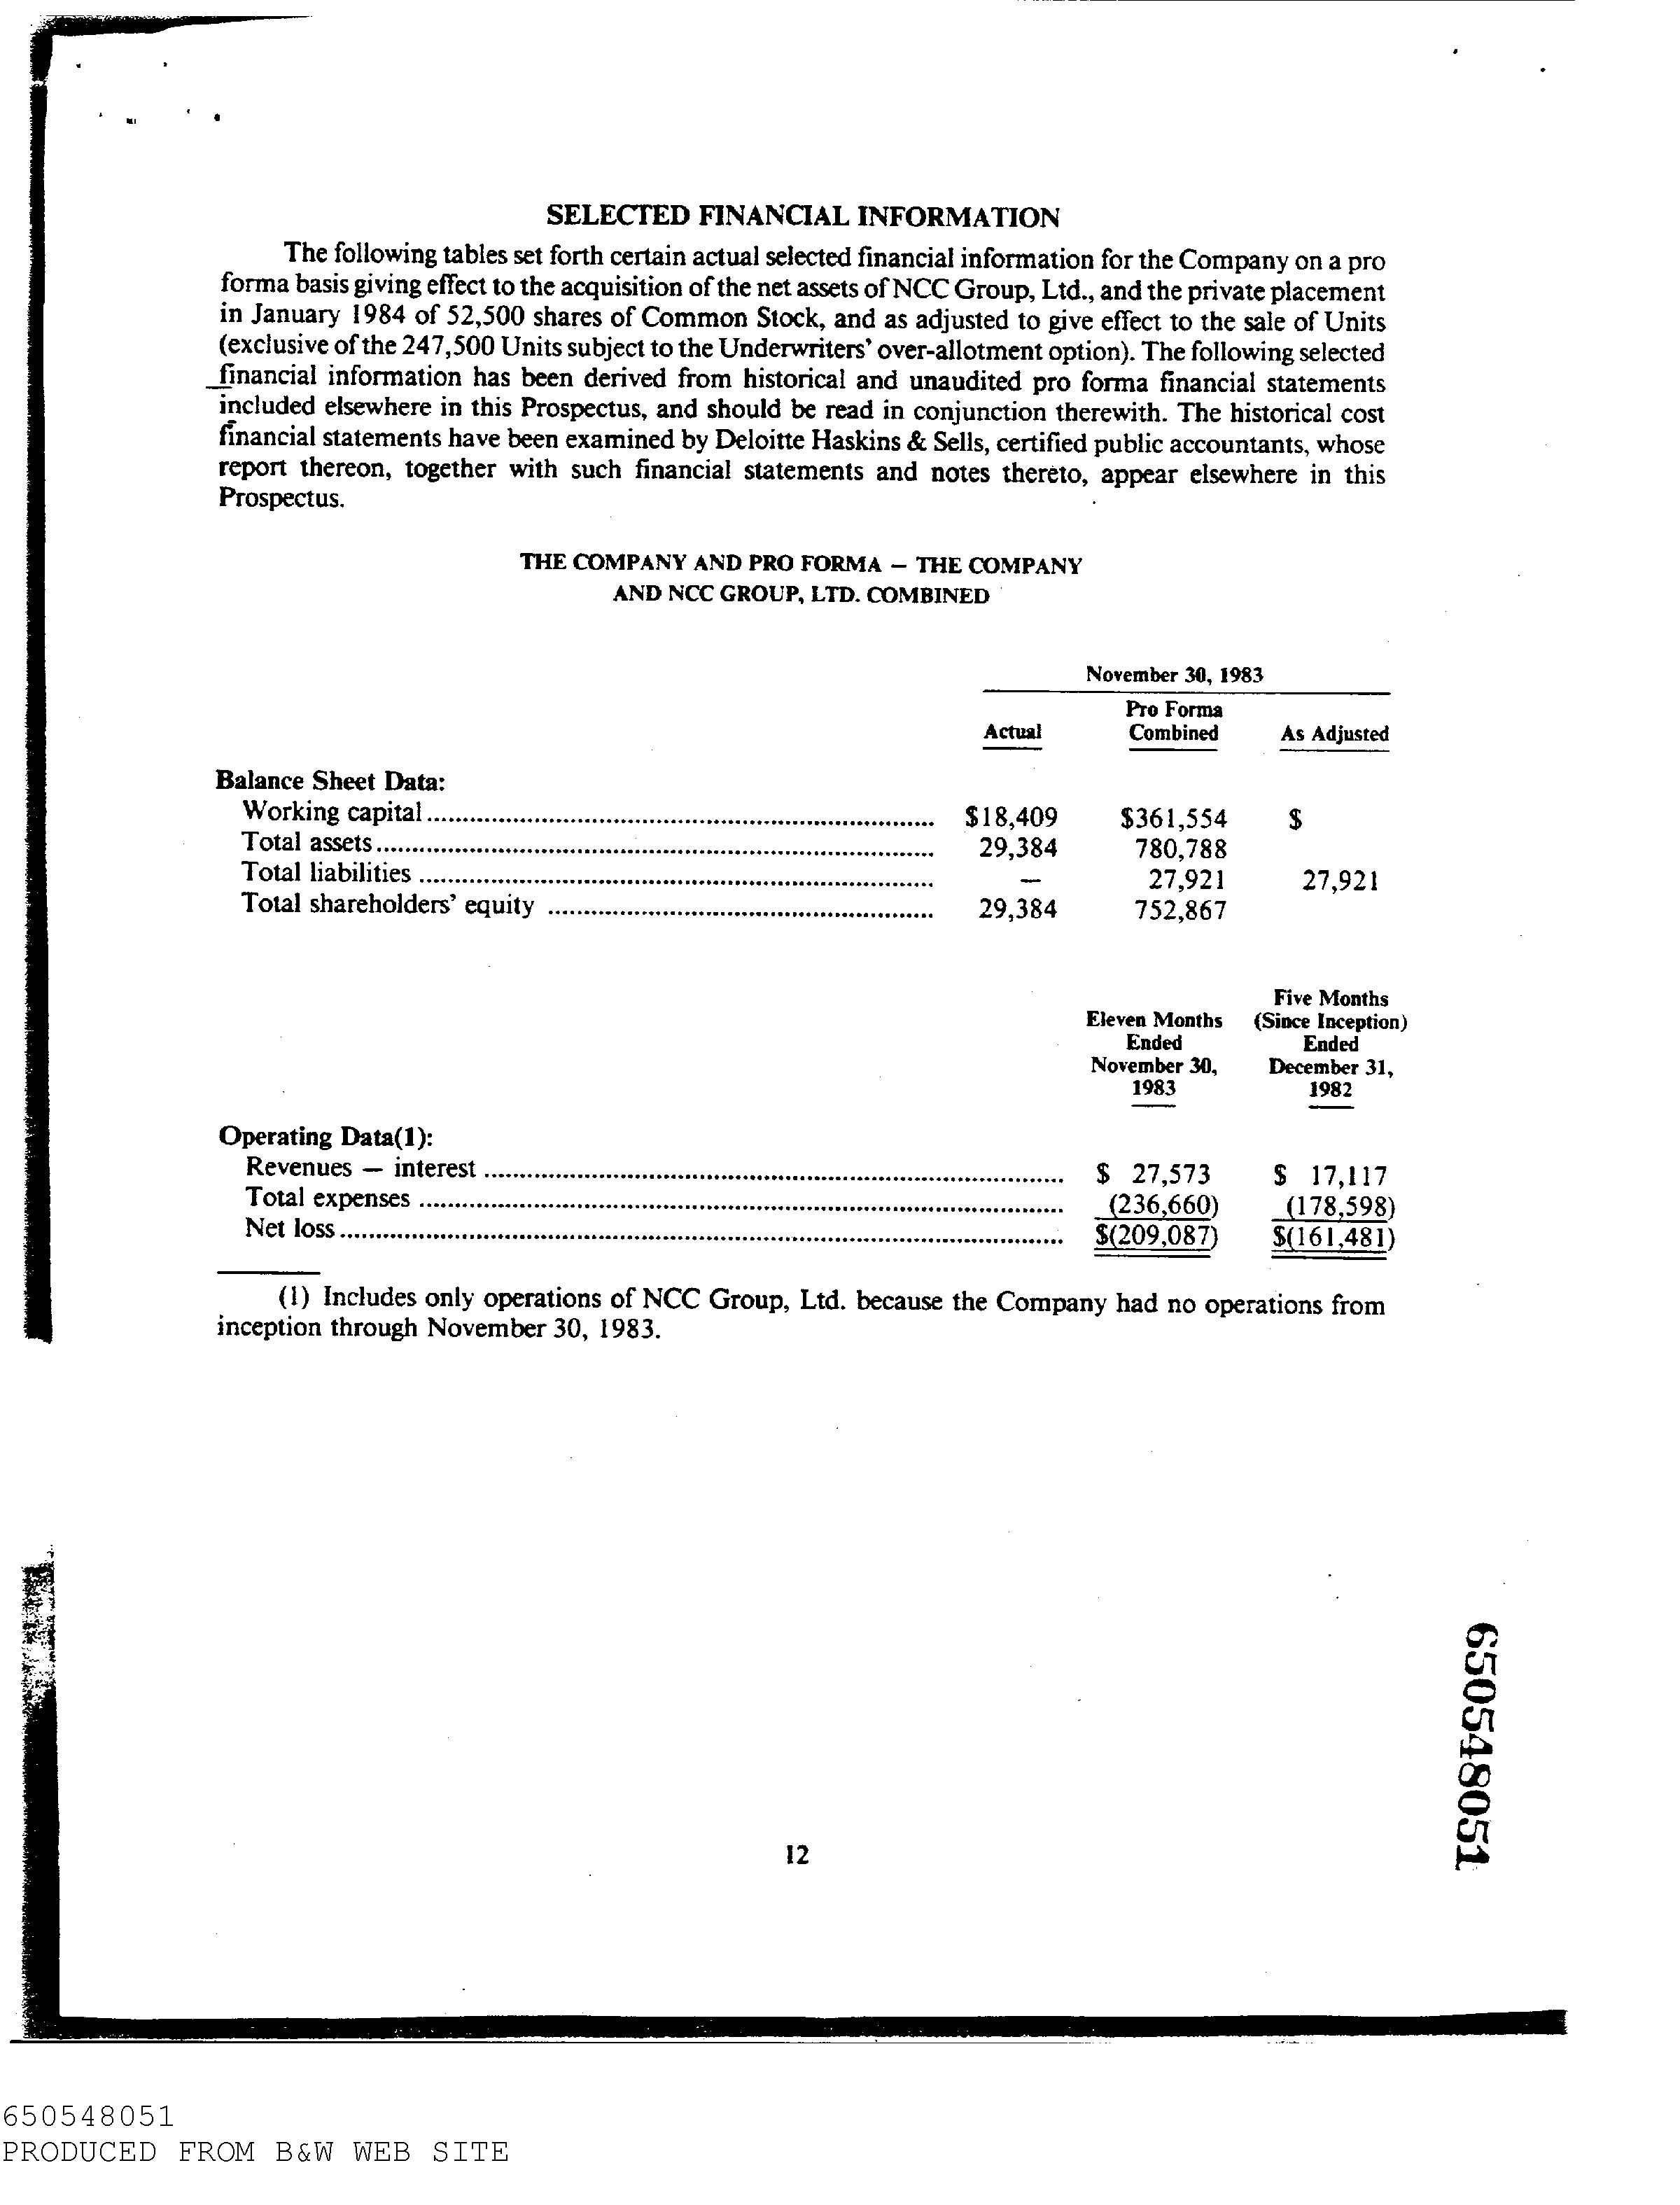 SELECTED FINANCIAL INFORMATION
The following tables set forth certain actual selected financial information for the Company on a pro
forma basis giving effect to the acquisition of the net assets of NCC Group, Ltd., and the private placement
in January 1984 of 52,500 shares of Common Stock, and as adjusted to give effect to the sale of Units
(exclusive of the 247,500 Units subject to the Underwriters' over-allotment option). The following selected
financial information has been derived from historical and unaudited pro forma financial statements
included elsewhere in this Prospectus, and should be read in conjunction therewith. The historical cost
financial statements have been examined by Deloitte Haskins & Sells, certified public accountants, whose
report thereon, together with such financial statements and notes thereto, appear elsewhere in this
Prospectus.
THE COMPANY AND PRO FORMA — THE COMPANY
AND NCC GROUP, LTD. COMBINED
November 30, 1983
Pro Forma
Actual Combined As Adjusted
Balance Sheet Data:
Working capital $18,409 $361,554 $
Total assets 29,384 780,788
Total liabilities — 27,921 27,921
Total shareholders' equity 29,384 752,867
Five Months
Eleven Months (Since Inception)
Ended Ended
November 30, December 31,
1983 1982
Operating Data(1):
Revenues — interest $ 27,573 $ 17,117
Total expenses (236,660) (178,598)
Net loss $(209,087) $(161,481)
(1) Includes only operations of NCC Group, Ltd. because the Company had no operations from
inception through November 30, 1983.
650548051
12
650548051
PRODUCED FROM B&W WEB SITE